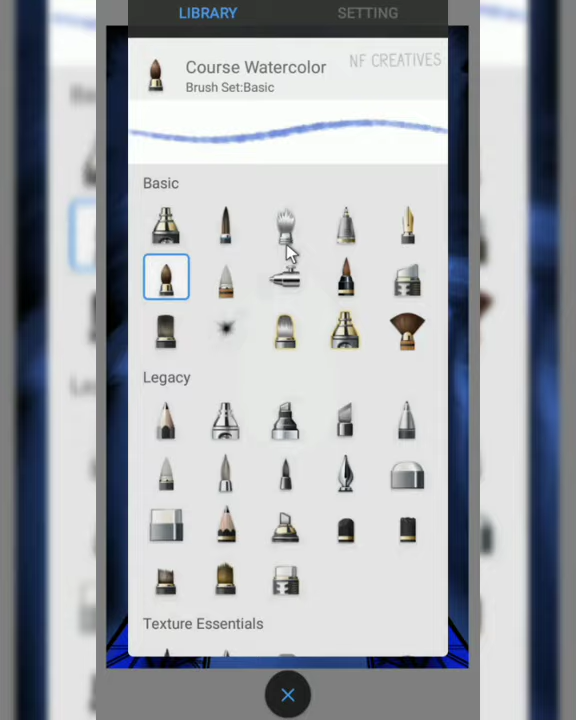 LIBRARY
SETTING
Course Watercolor
NF CREATIVES
Brush Set:Basic
Basic
Legacy
Texture Essentials